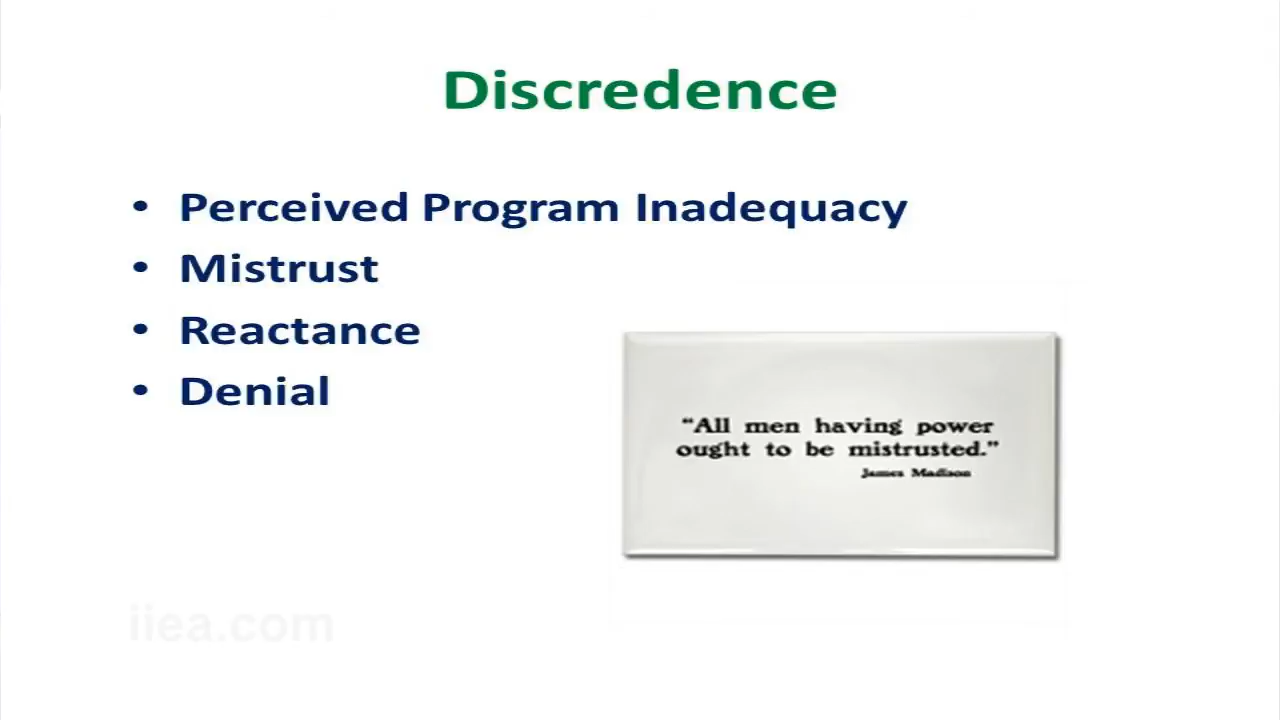 Discredence
• Perceived Program Inadequacy
• Mistrust
• Reactance
• Denial
“All men having power
ought to be mistrusted.”
James Madison
iiea.com